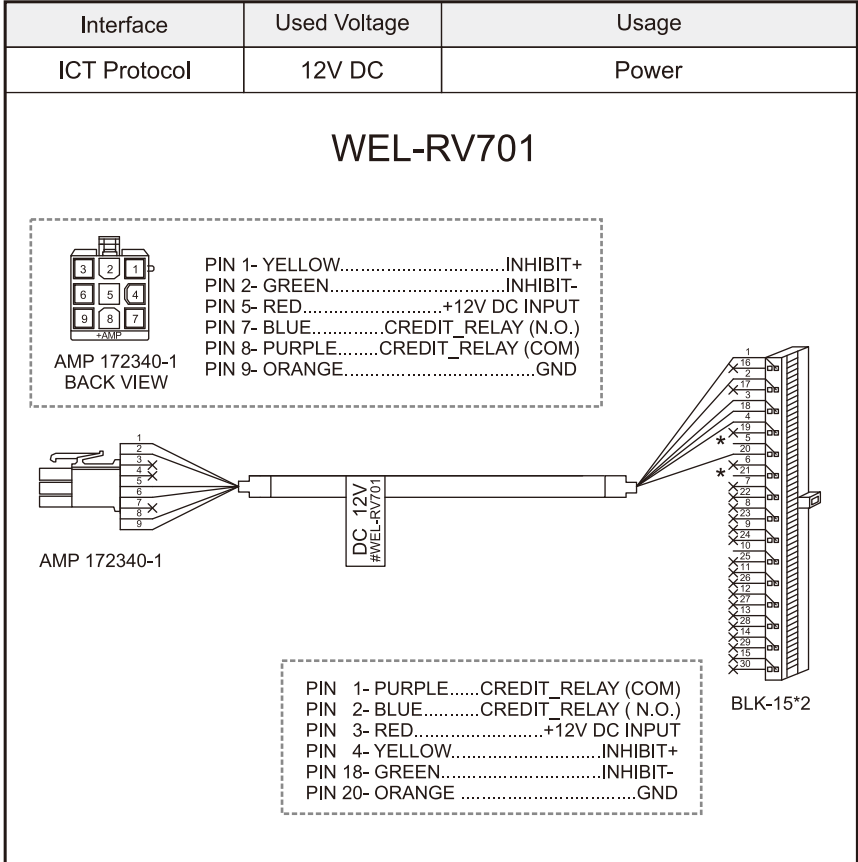 Interface Used Voltage Usage
ICT Protocol 12V DC Power
WEL-RV701
3 2 1
6 5 4
9 8 7
+AMP
AMP 172340-1
BACK VIEW
PIN 1- YELLOW................................INHIBIT+
PIN 2- GREEN..................................INHIBIT-
PIN 5- RED...........................+12V DC INPUT
PIN 7- BLUE............CREDIT_RELAY (N.O.)
PIN 8- PURPLE........CREDIT_RELAY (COM)
PIN 9- ORANGE......................................GND
1
2
3
4
5
6
7
8
9
AMP 172340-1
DC 12V
#WEL-RV701
1
16
2
17
3
18
4
19
* 5
20
6
* 21
7
22
8
23
9
24
10
25
11
26
12
27
13
28
14
29
15
30
BLK-15*2
PIN 1- PURPLE......CREDIT_RELAY (COM)
PIN 2- BLUE..........CREDIT_RELAY ( N.O.)
PIN 3- RED.........................+12V DC INPUT
PIN 4- YELLOW.............................INHIBIT+
PIN 18- GREEN...............................INHIBIT-
PIN 20- ORANGE ..................................GND